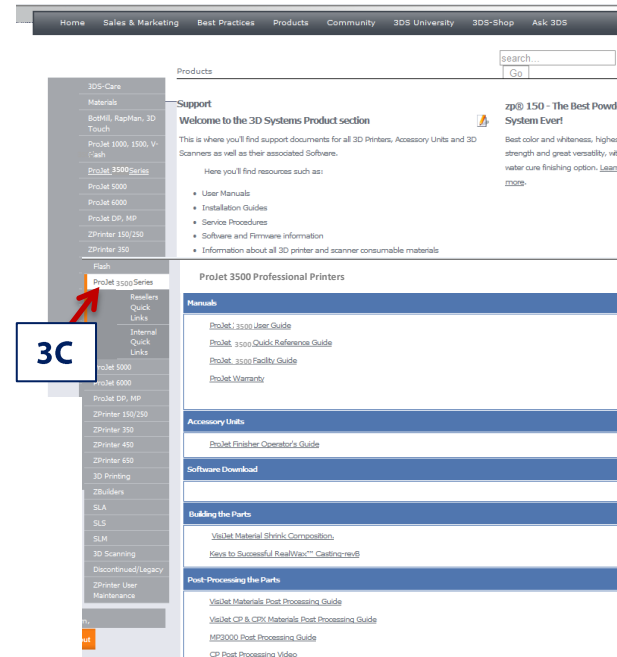 Home Sales & Marketing Best Practices Products Community 3DS University 3DS-Shop Ask 3DS
search...
Go
Products
3DS-Care
Materials
BotMill, RapMan, 3D
Touch
ProJet 1000, 1500, V-
Flash
ProJet 3500 Series
ProJet 5000
ProJet 6000
ProJet DP, MP
ZPrinter 150/250
ZPrinter 350
Support
Welcome to the 3D Systems Product section
This is where you'll find support documents for all 3D Printers, Accessory Units and 3D
Scanners as well as their associated Software.
Here you'll find resources such as:
• User Manuals
• Installation Guides
• Service Procedures
• Software and Firmware information
• Information about all 3D printer and scanner consumable materials
zp® 150 - The Best Powd
System Ever!
Best color and whiteness, highes
strength and great versatility, wit
water cure finishing option. Learn
more.
Flash
ProJet 3500 Series
Resellers
Quick
Links
Internal
Quick
Links
3C
ProJet 5000
ProJet 6000
ProJet DP, MP
ZPrinter 150/250
ZPrinter 350
ZPrinter 450
ZPrinter 650
3D Printing
ZBuilders
SLA
SLS
SLM
3D Scanning
Discontinued/Legacy
ZPrinter User
Maintenance
n,
out
ProJet 3500 Professional Printers
Manuals
ProJet 3500 User Guide
ProJet 3500 Quick Reference Guide
ProJet 3500 Facility Guide
ProJet Warranty
Accessory Units
ProJet Finisher Operator's Guide
Software Download
Building the Parts
VisiJet Material Shrink Composition.
Keys to Successful RealWax™ Casting-revB
Post-Processing the Parts
VisiJet Materials Post Processing Guide
VisiJet CP & CPX Materials Post Processing Guide
MP3000 Post Processing Guide
CP Post Processing Video